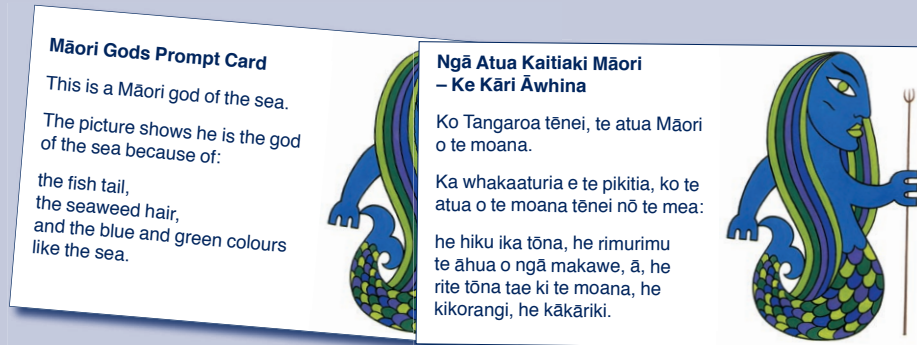 Māori Gods Prompt Card
This is a Māori god of the sea.
The picture shows he is the god
of the sea because of:
the fish tail,
the seaweed hair,
and the blue and green colours
like the sea.
Ngā Atua Kaitiaki Māori
– Ke Kāri Āwhina
Ko Tangaroa tēnei, te atua Māori
o te moana.
Ka whakaaturia e te pikitia, ko te
atua o te moana tēnei nō te mea:
he hiku ika tōna, he rimurimu
te āhua o ngā makawe, ā, he
rite tōna tae ki te moana, he
kikorangi, he kākāriki.